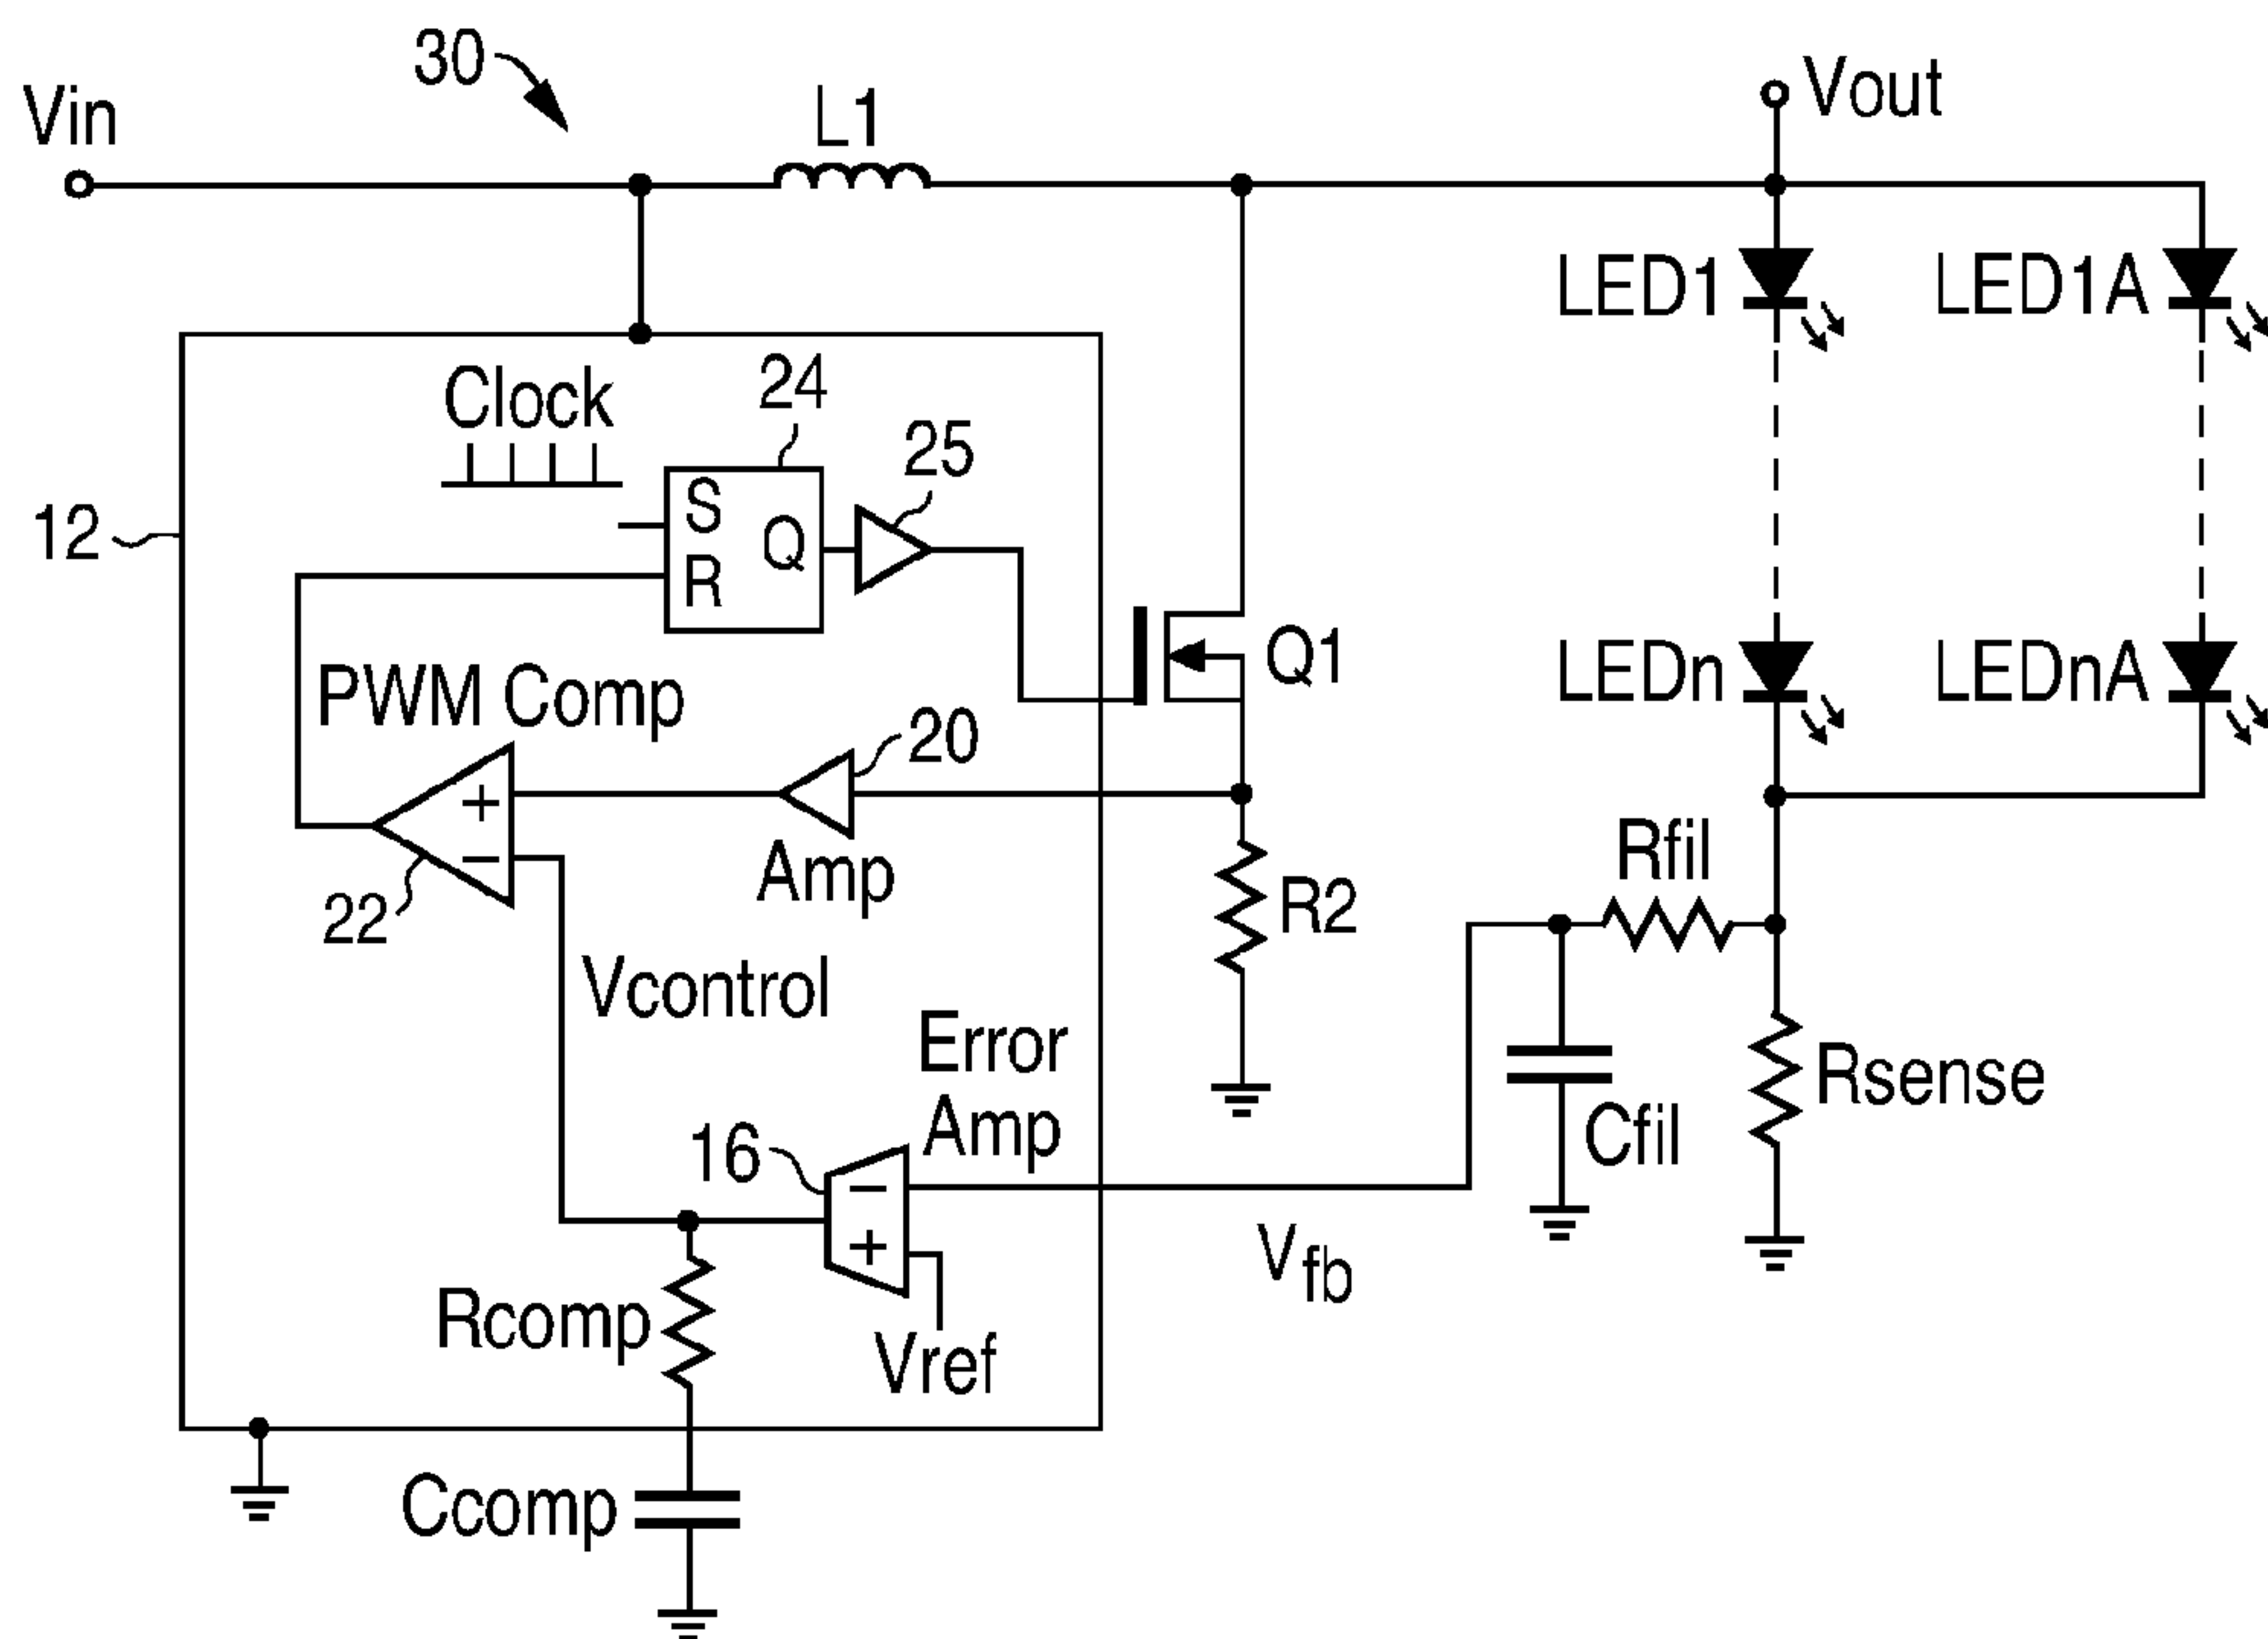 30
Vin
L1
Vout
LED1
LED1A
Clock
24
25
12
S
Q
R
Q1
LEDn
LEDnA
PWM Comp
20
+
−
22
Amp
R2
Rfil
Vcontrol
Error
Amp
Rsense
Cfil
16
−
+
Vfb
Rcomp
Vref
Ccomp